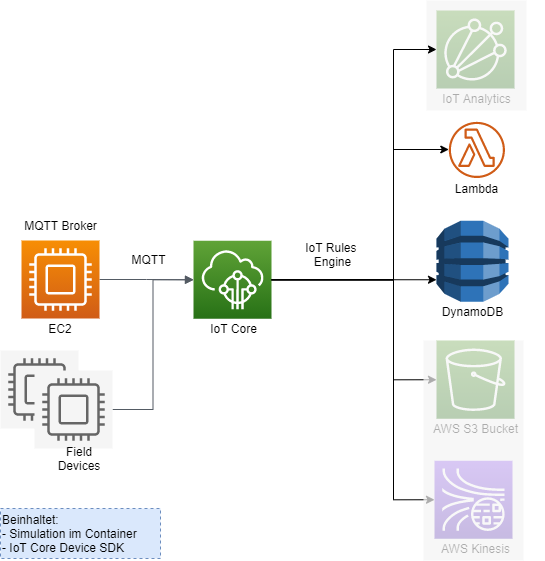 IoT Analytics
Lambda
MQTT Broker
MQTT
IoT Rules
Engine
EC2
IoT Core
DynamoDB
AWS S3 Bucket
Field
Devices
Beinhaltet:
- Simulation im Container
- IoT Core Device SDK
AWS Kinesis